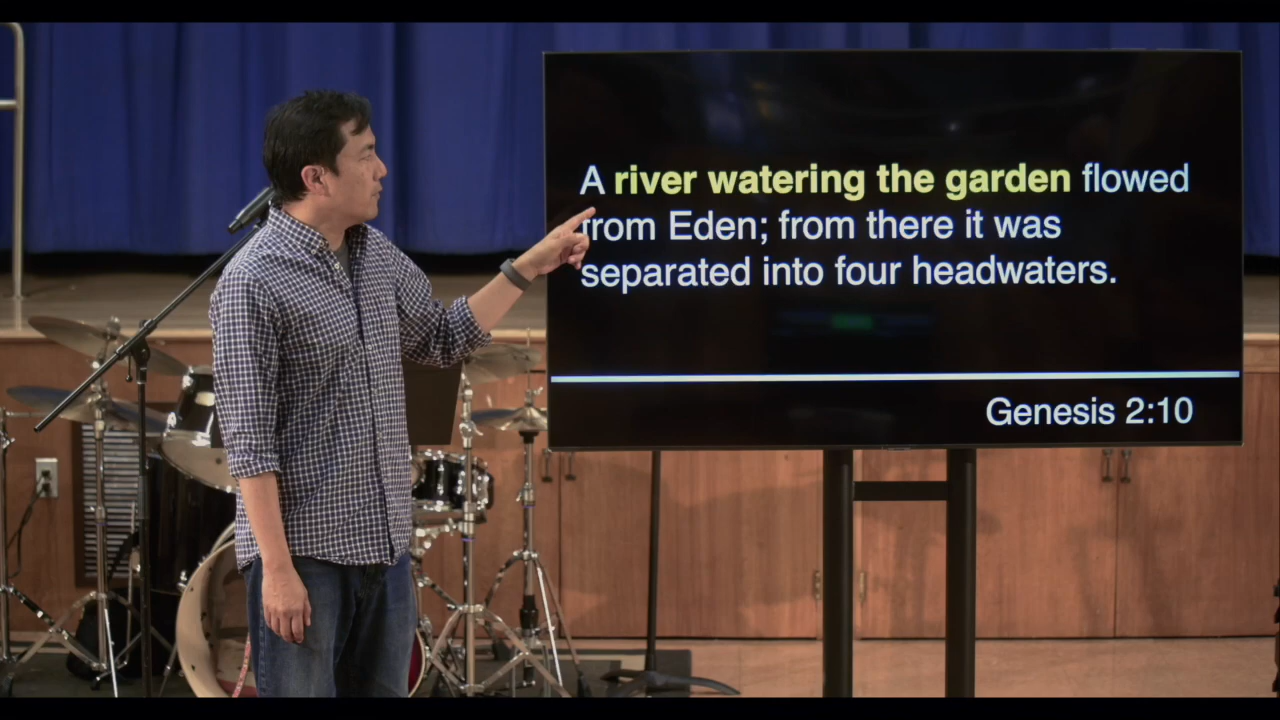 A river watering the garden flowed
from Eden; from there it was
separated into four headwaters.
Genesis 2:10